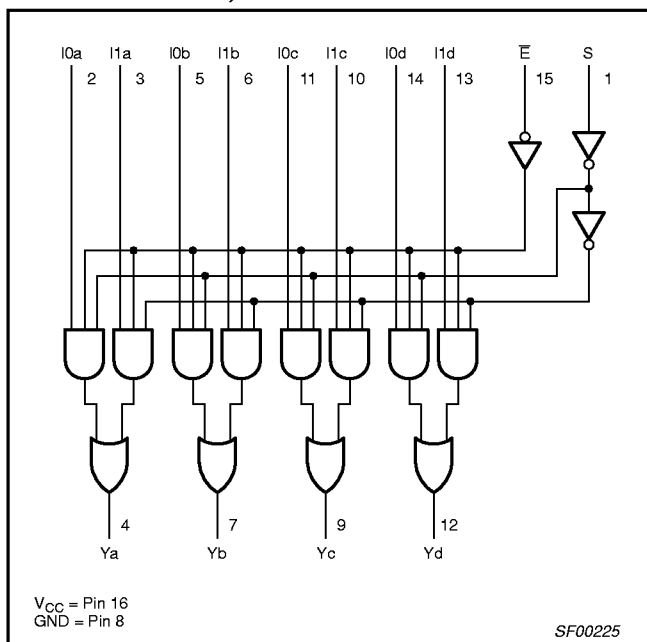 I0a I1a I0b I1b I0c I1c I0d I1d E̅ S
2 3 5 6 11 10 14 13 15 1
4 7 9 12
Ya Yb Yc Yd
VCC = Pin 16
GND = Pin 8
SF00225